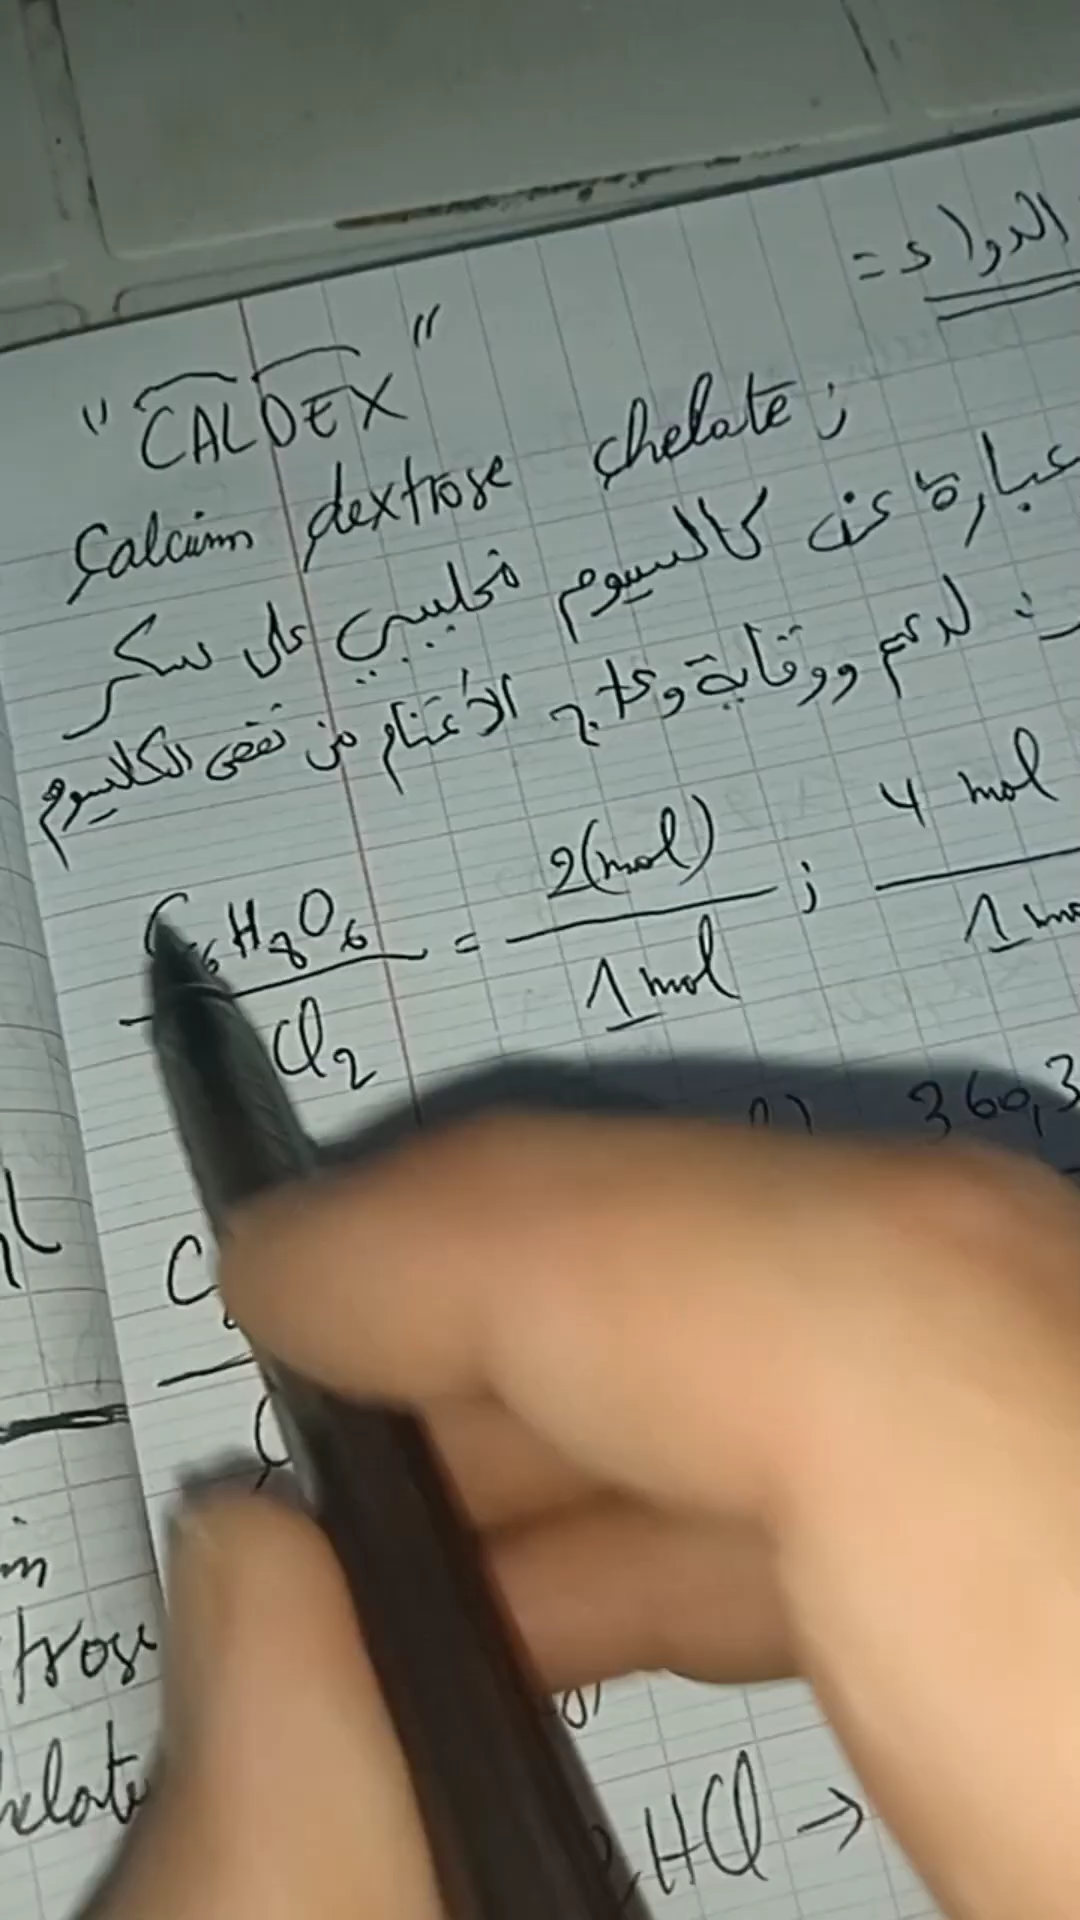 الدواء =
" CALDEX "
Calcium dextrose chelate ;
عبارة عن كالسيوم مخلبي على سكر
لدعم ووقاية وعلاج الأغنام من نقص الكالسيوم
C6H8O6 / Cl2 = 2(mol) / 1 mol ; 4 mol / 1
360,3
C
trose
helate
HCl →